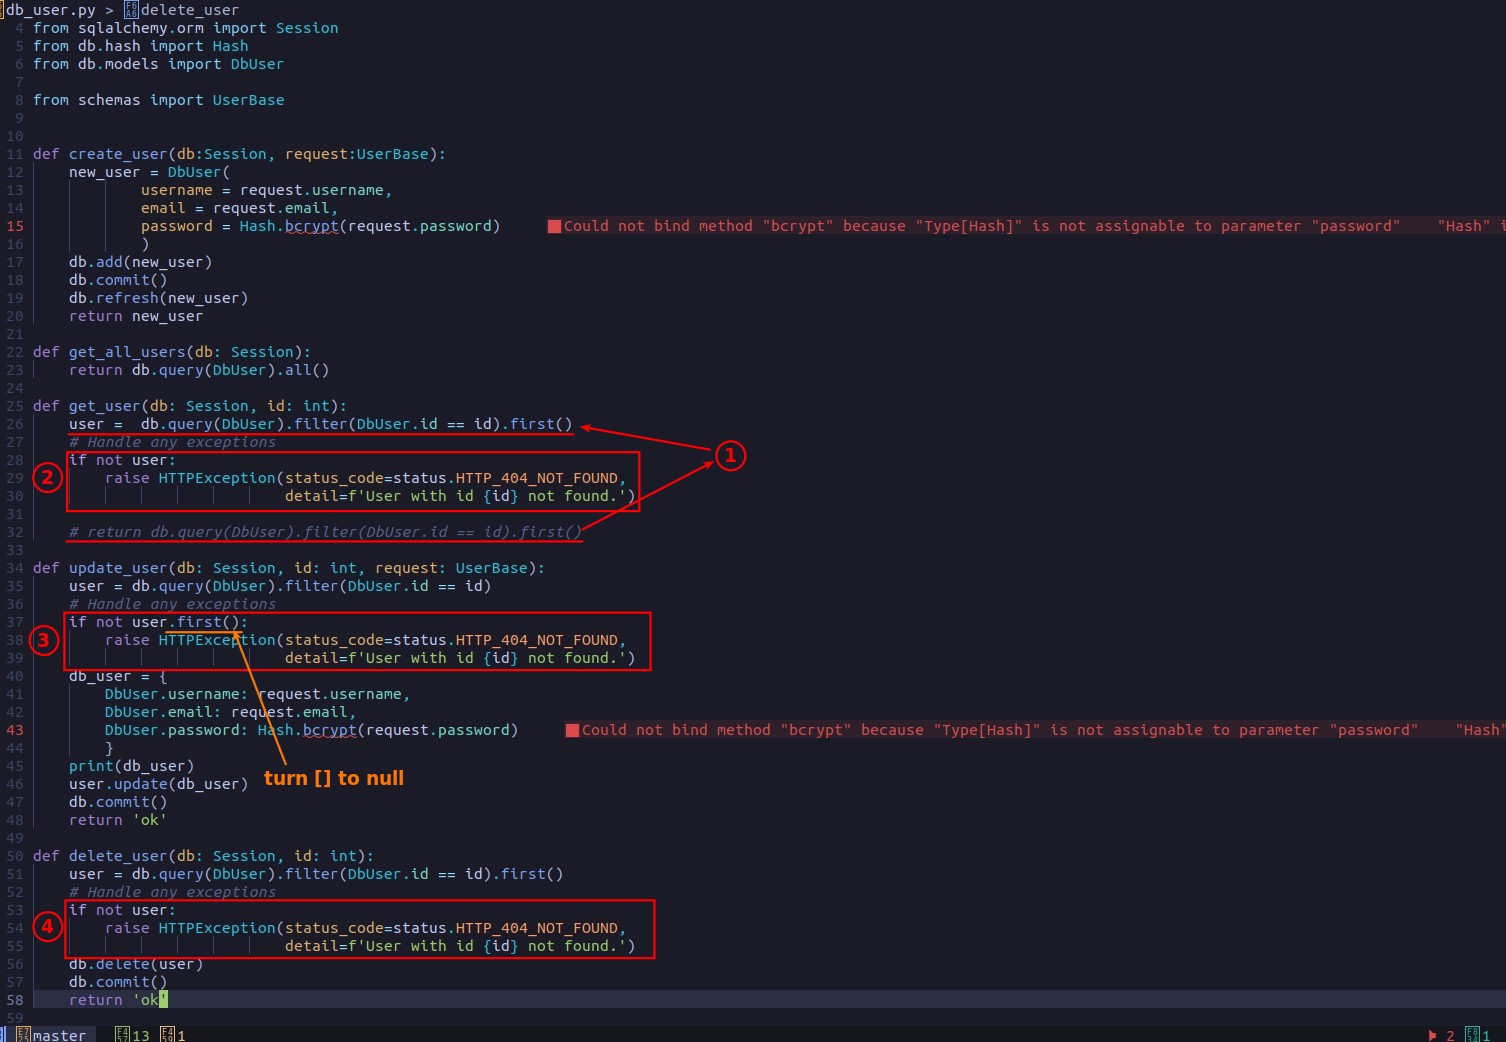 db_user.py > delete_user
4 from sqlalchemy.orm import Session
5 from db.hash import Hash
6 from db.models import DbUser
7
8 from schemas import UserBase
9
10
11 def create_user(db:Session, request:UserBase):
12 new_user = DbUser(
13 username = request.username,
14 email = request.email,
15 password = Hash.bcrypt(request.password) Could not bind method "bcrypt" because "Type[Hash]" is not assignable to parameter "password" "Hash" i
16 )
17 db.add(new_user)
18 db.commit()
19 db.refresh(new_user)
20 return new_user
21
22 def get_all_users(db: Session):
23 return db.query(DbUser).all()
24
25 def get_user(db: Session, id: int):
26 user = db.query(DbUser).filter(DbUser.id == id).first()
27 # Handle any exceptions
1
28 if not user:
2
29 raise HTTPException(status_code=status.HTTP_404_NOT_FOUND,
30 detail=f'User with id {id} not found.')
31
32 # return db.query(DbUser).filter(DbUser.id == id).first()
33
34 def update_user(db: Session, id: int, request: UserBase):
35 user = db.query(DbUser).filter(DbUser.id == id)
36 # Handle any exceptions
37 if not user.first():
3
38 raise HTTPException(status_code=status.HTTP_404_NOT_FOUND,
39 detail=f'User with id {id} not found.')
40 db_user = {
41 DbUser.username: request.username,
42 DbUser.email: request.email,
43 DbUser.password: Hash.bcrypt(request.password) Could not bind method "bcrypt" because "Type[Hash]" is not assignable to parameter "password" "Hash"
44 }
45 print(db_user)
turn [] to null
46 user.update(db_user)
47 db.commit()
48 return 'ok'
49
50 def delete_user(db: Session, id: int):
51 user = db.query(DbUser).filter(DbUser.id == id).first()
52 # Handle any exceptions
53 if not user:
4
54 raise HTTPException(status_code=status.HTTP_404_NOT_FOUND,
55 detail=f'User with id {id} not found.')
56 db.delete(user)
57 db.commit()
58 return 'ok'
59
master 13 1 2 1